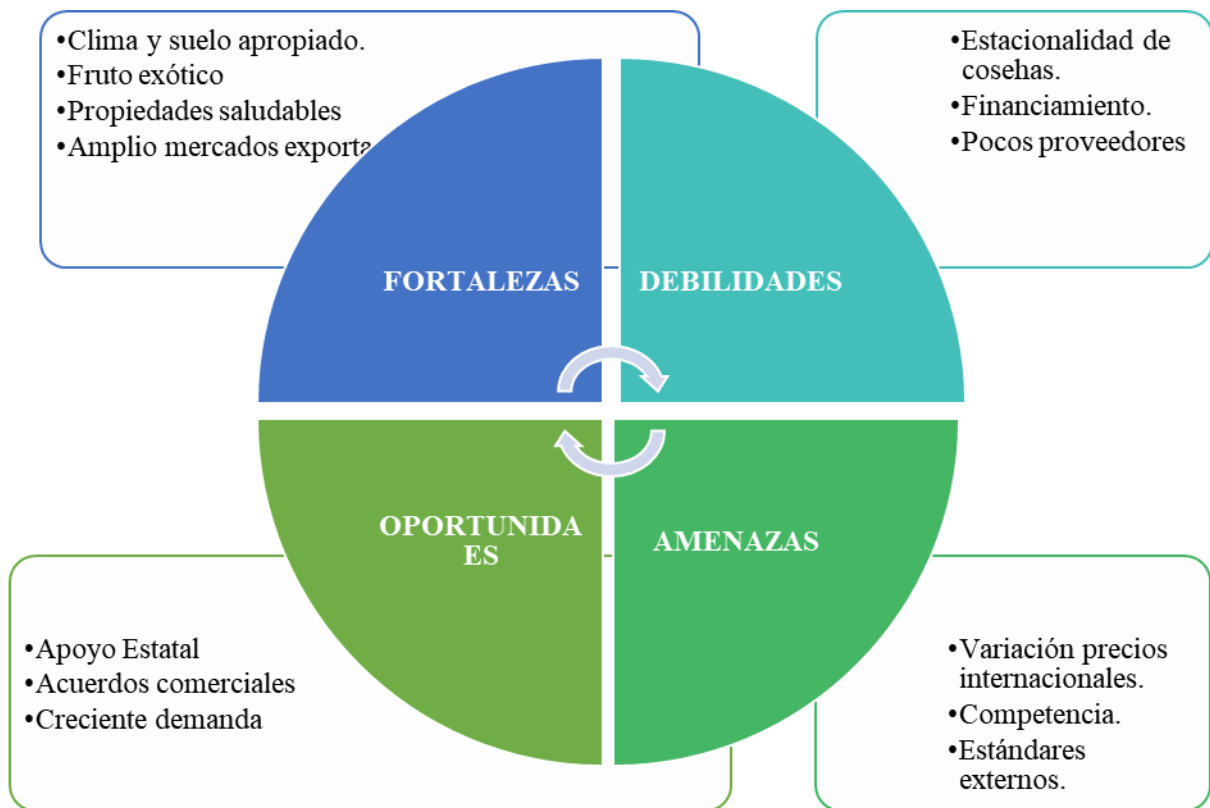 •Clima y suelo apropiado.
•Fruto exótico
•Propiedades saludables
•Amplio mercados exporta
•Estacionalidad de
cosehas.
•Financiamiento.
•Pocos proveedores
FORTALEZAS
DEBILIDADES
OPORTUNIDA
ES
AMENAZAS
•Apoyo Estatal
•Acuerdos comerciales
•Creciente demanda
•Variación precios
internacionales.
•Competencia.
•Estándares
externos.